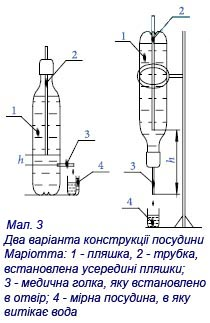 2
1
3
4
h
2
1
h
3
4
Мал. 3
Два варіанта конструкції посудини
Маріотта: 1 - пляшка, 2 - трубка,
встановлена усередині пляшки;
3 - медична голка, яку встановлено
в отвір; 4 - мірна посудина, в яку
витікає вода